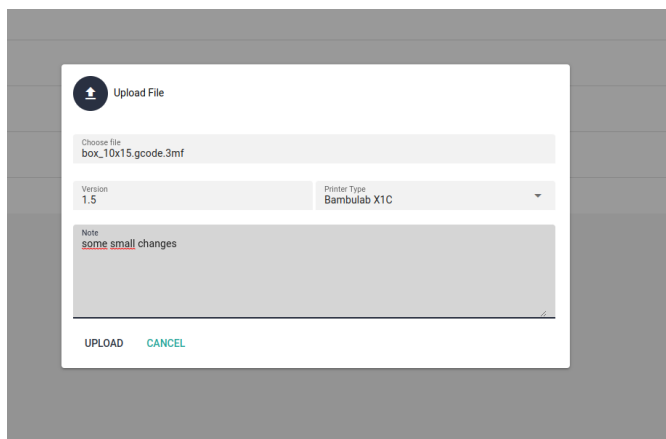 Upload File
Choose file
box_10x15.gcode.3mf
Version
1.5
Printer Type
Bambulab X1C
Note
some small changes
UPLOAD CANCEL